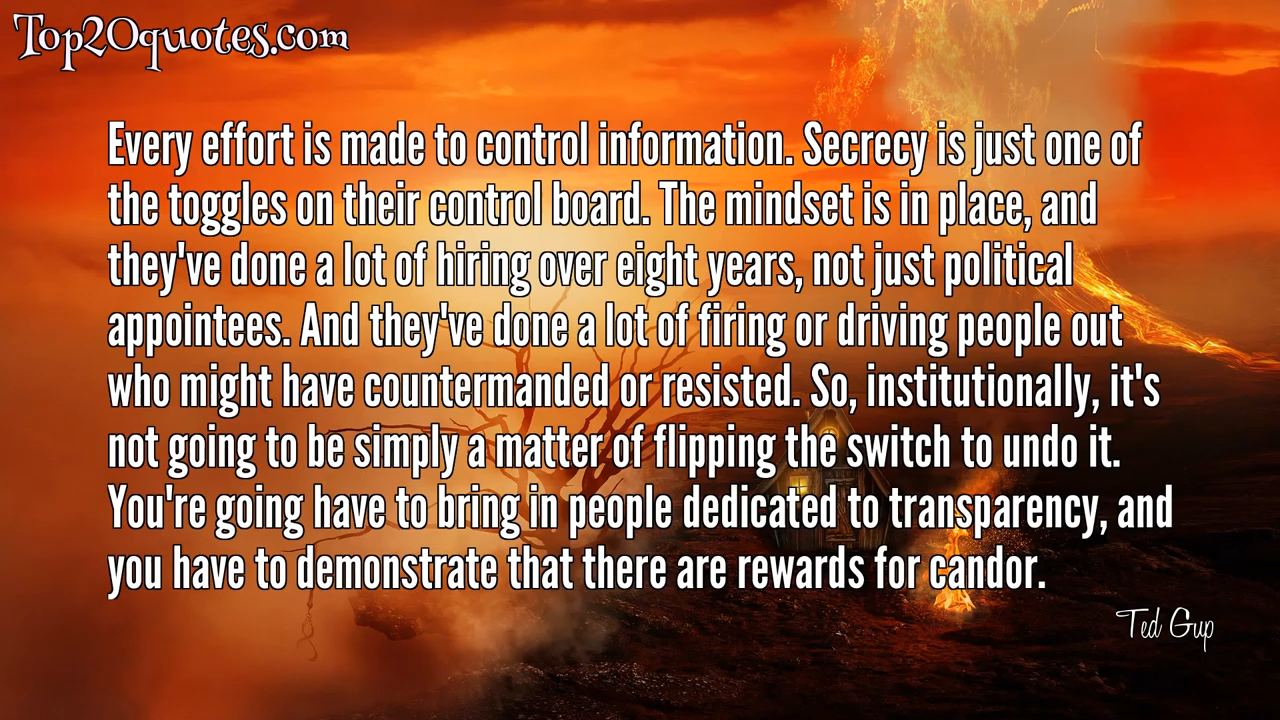 Top20quotes.com
Every effort is made to control information. Secrecy is just one of
the toggles on their control board. The mindset is in place, and
they've done a lot of hiring over eight years, not just political
appointees. And they've done a lot of firing or driving people out
who might have countermanded or resisted. So, institutionally, it's
not going to be simply a matter of flipping the switch to undo it.
You're going have to bring in people dedicated to transparency, and
you have to demonstrate that there are rewards for candor.
Ted Gup